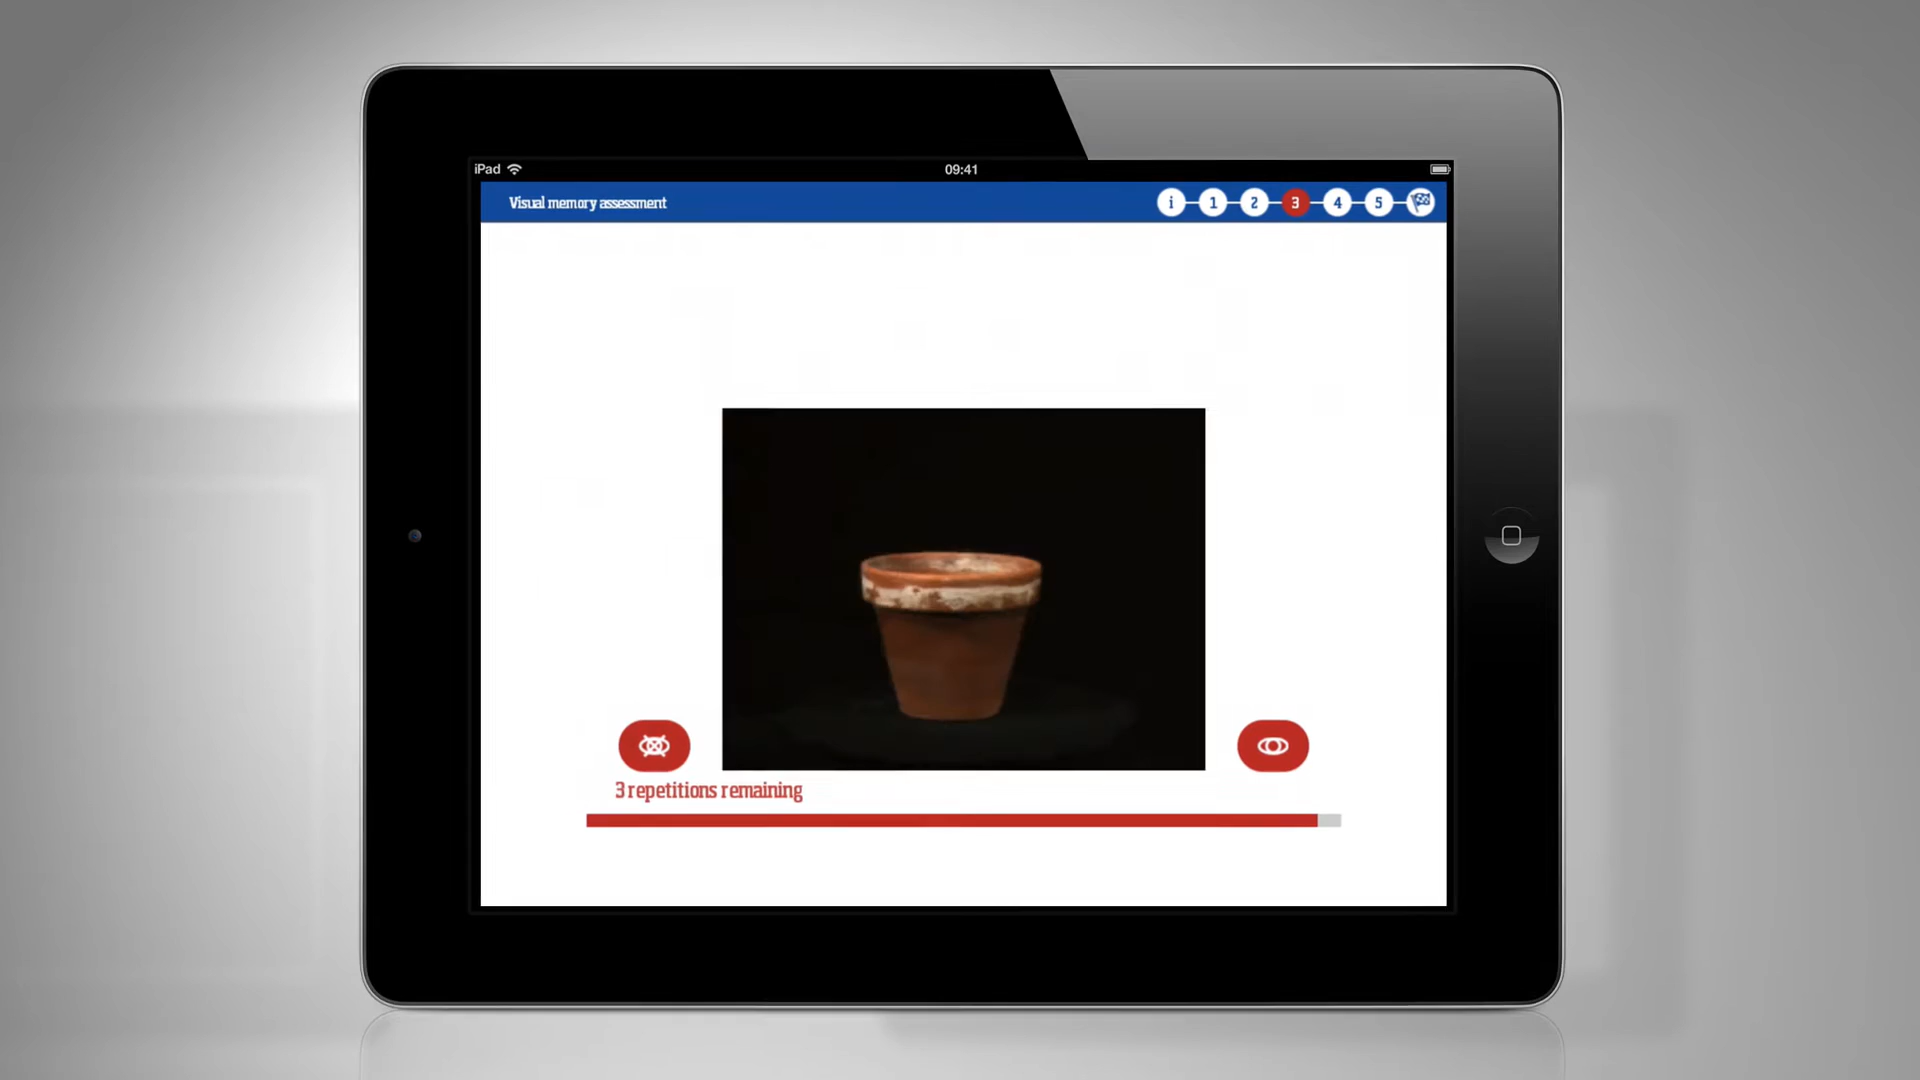 iPad 09:41
Visual memory assessment i 1 2 3 4 5
3 repetitions remaining